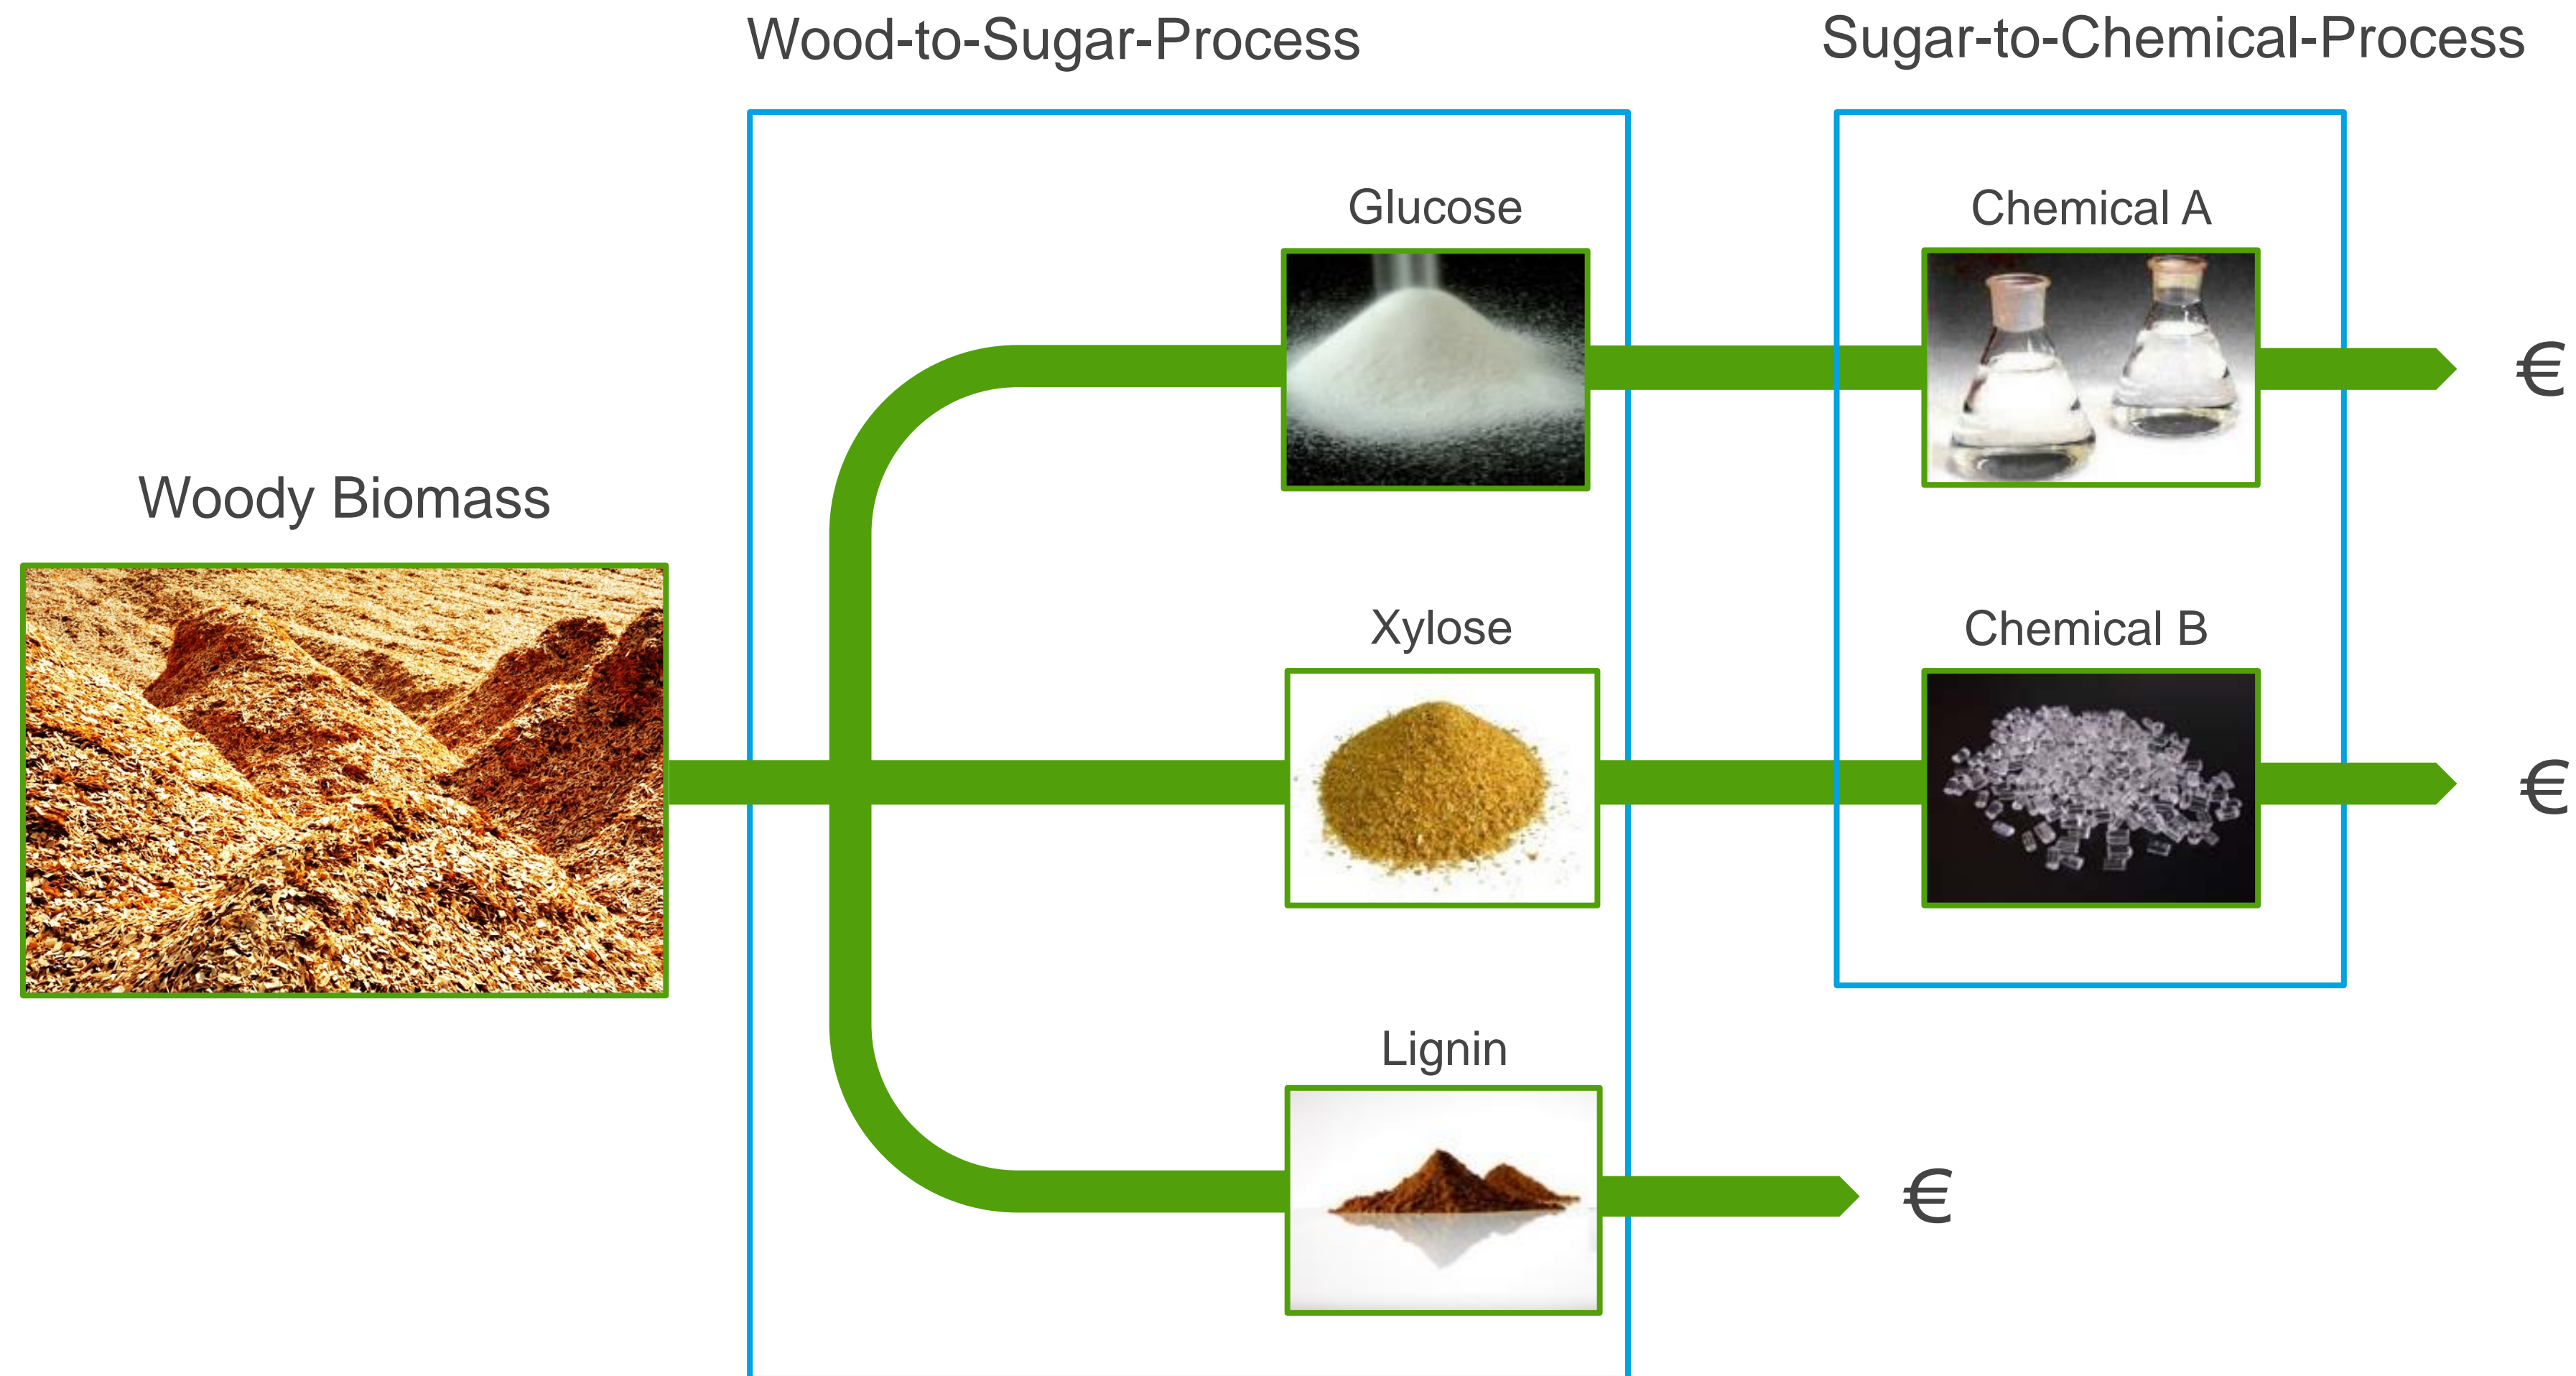 Wood-to-Sugar-Process
Sugar-to-Chemical-Process
Glucose
Chemical A
€
Woody Biomass
Xylose
Chemical B
€
Lignin
€